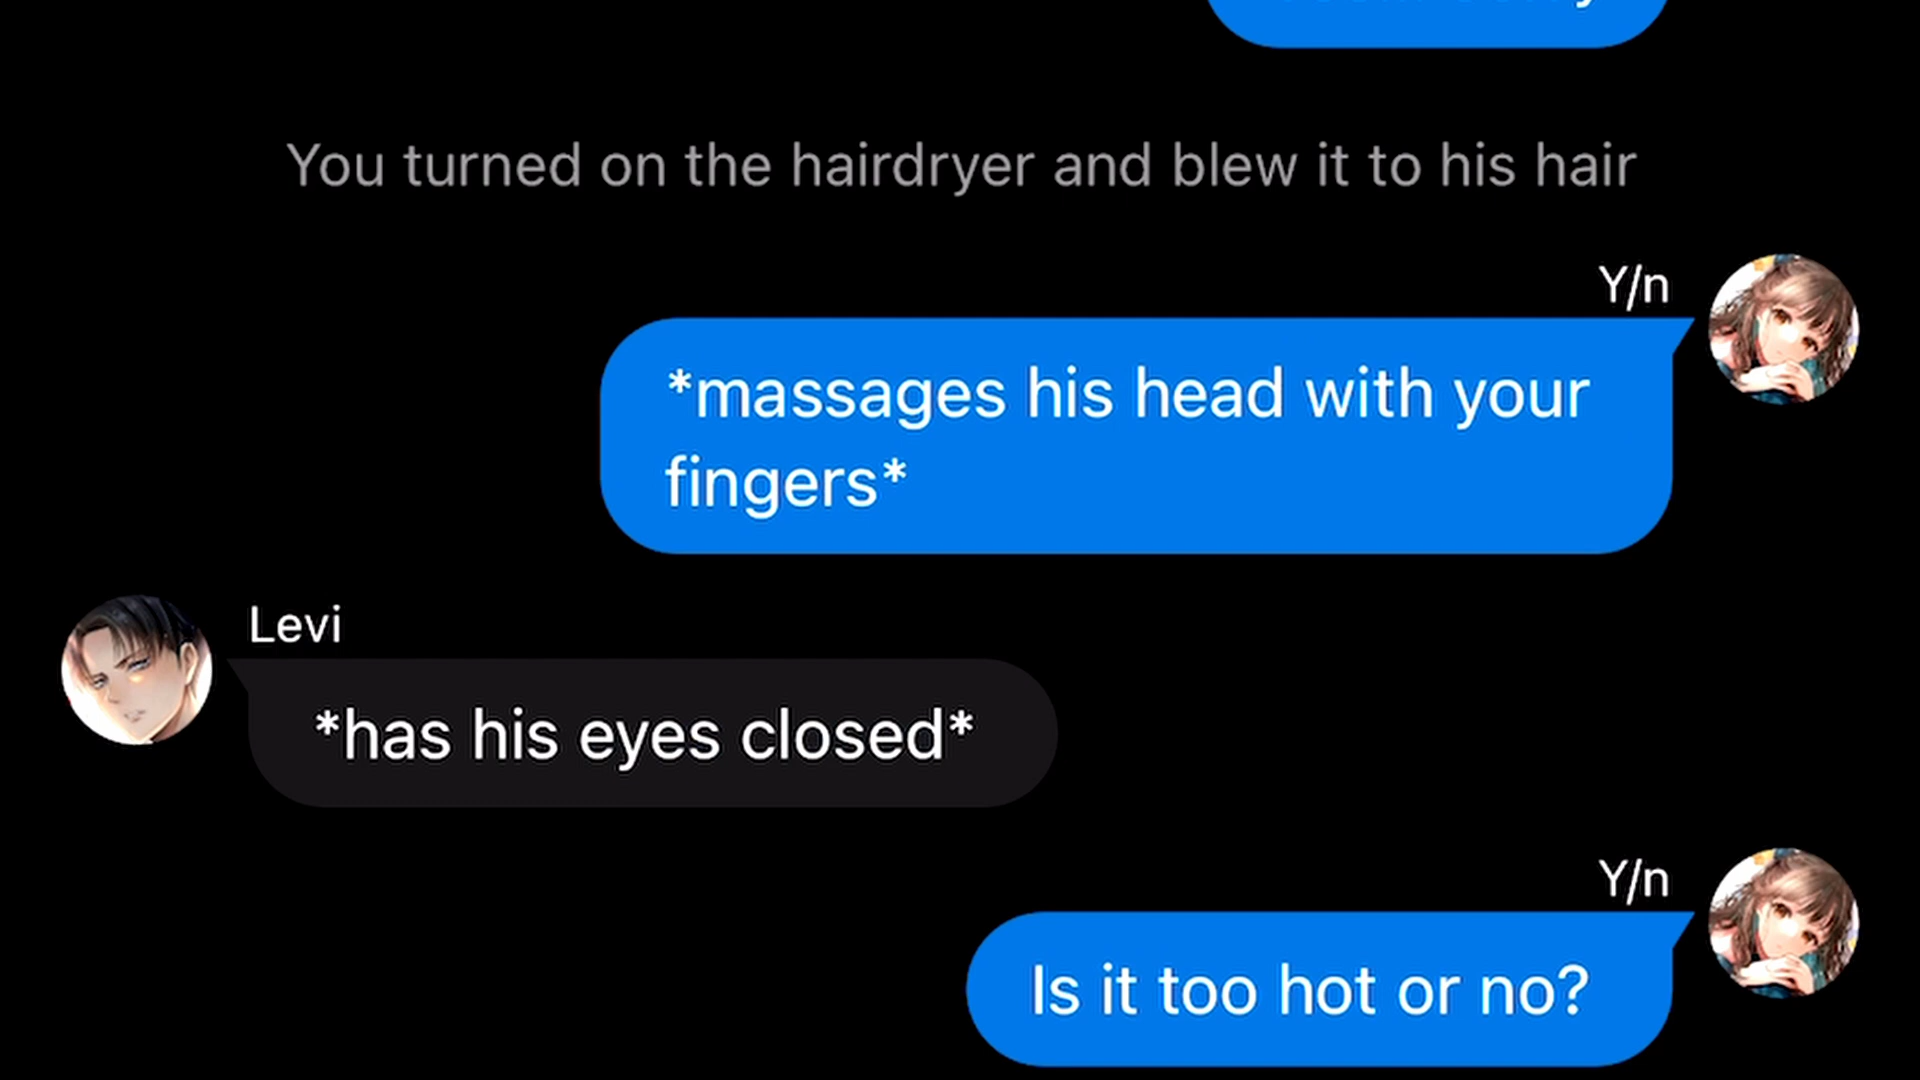 You turned on the hairdryer and blew it to his hair
Y/n
*massages his head with your
fingers*
Levi
*has his eyes closed*
Y/n
Is it too hot or no?